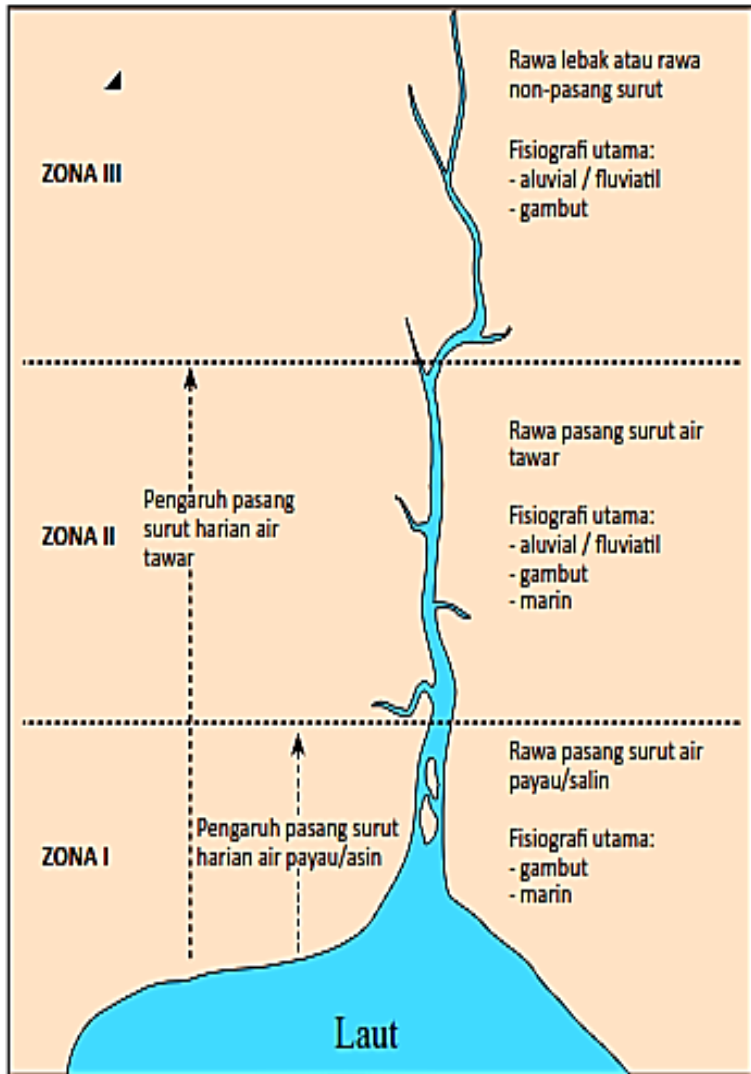 Rawa lebak atau rawa
non-pasang surut
Fisiografi utama:
- aluvial / fluviatil
- gambut
ZONA III
Rawa pasang surut air
tawar
Fisiografi utama:
- aluvial / fluviatil
- gambut
- marin
Pengaruh pasang
surut harian air
tawar
ZONA II
Rawa pasang surut air
payau/salin
Fisiografi utama:
- gambut
- marin
Pengaruh pasang surut
harian air payau/asin
ZONA I
Laut